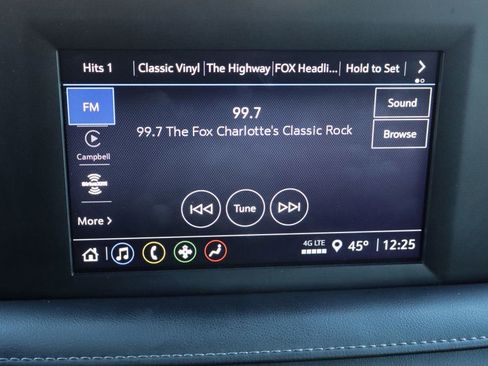 Hits 1 Classic Vinyl The Highway FOX Headli... Hold to Set
FM
99.7
Sound
99.7 The Fox Charlotte's Classic Rock
Browse
Campbell
SiriusXM
More
Tune
4G LTE 45° 12:25